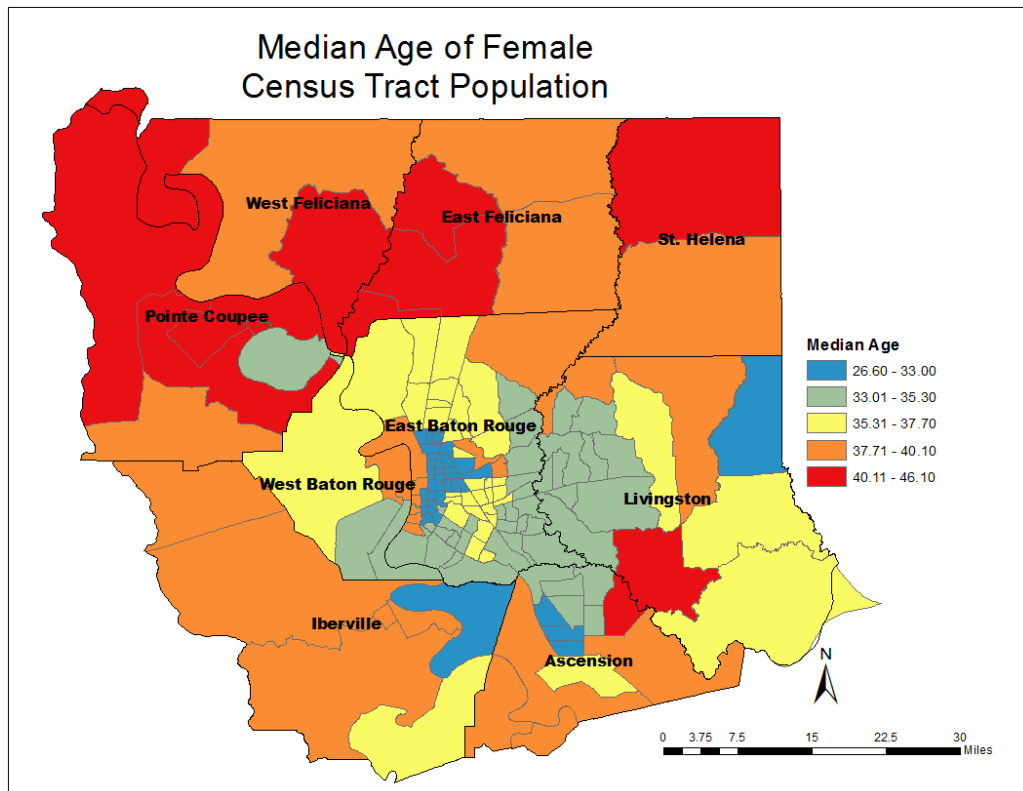 Median Age of Female
Census Tract Population
West Feliciana
East Feliciana
St. Helena
Pointe Coupee
East Baton Rouge
West Baton Rouge
Livingston
Iberville
Ascension
Median Age
26.60 - 33.00
33.01 - 35.30
35.31 - 37.70
37.71 - 40.10
40.11 - 46.10
N
0 3.75 7.5 15 22.5 30
Miles